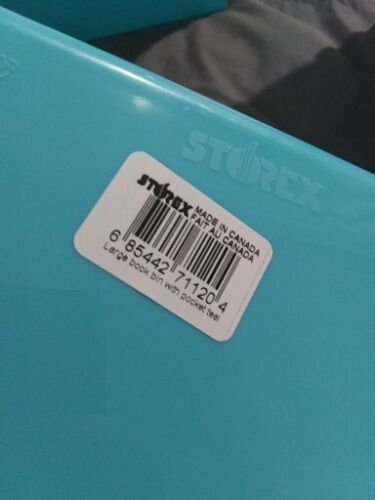 STOREX
STOREX MADE IN CANADA
FAIT AU CANADA
6 85442 71120 4
Large book bin with pocket teal